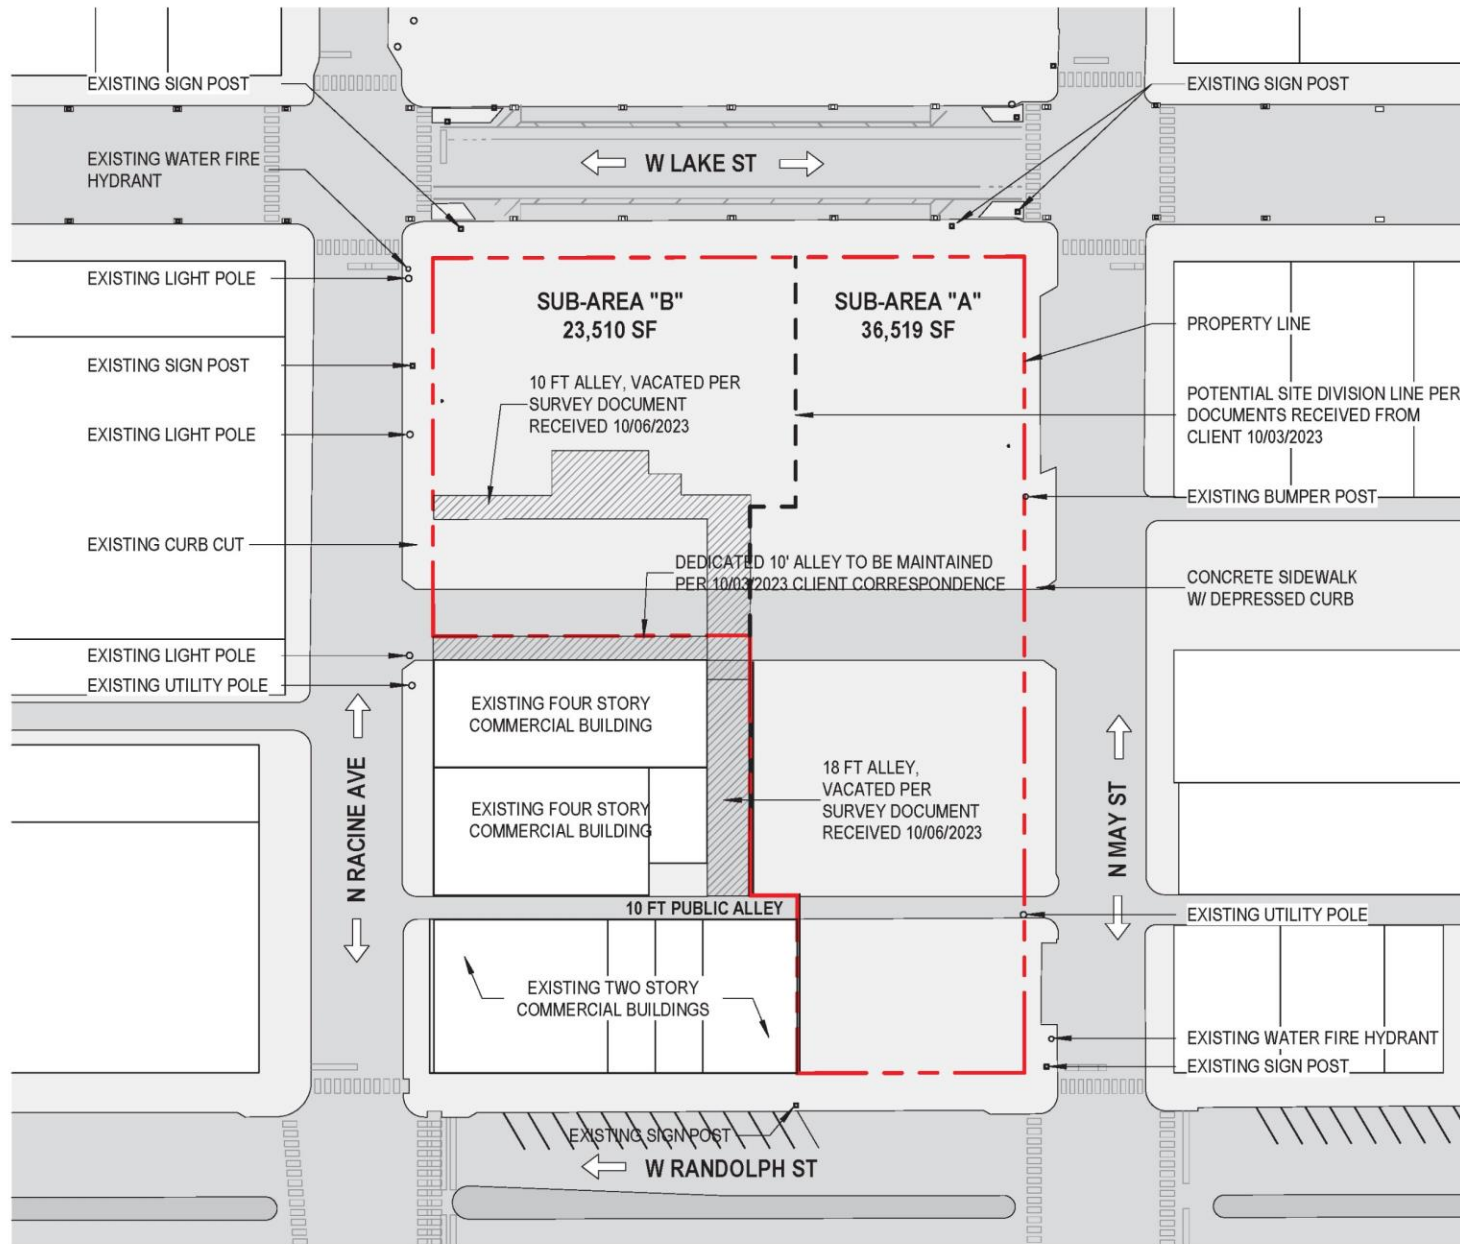 EXISTING SIGN POST
EXISTING SIGN POST
EXISTING WATER FIRE
HYDRANT
W LAKE ST
EXISTING LIGHT POLE
SUB-AREA "B"
23,510 SF
SUB-AREA "A"
36,519 SF
PROPERTY LINE
EXISTING SIGN POST
10 FT ALLEY, VACATED PER
SURVEY DOCUMENT
RECEIVED 10/06/2023
POTENTIAL SITE DIVISION LINE PER
DOCUMENTS RECEIVED FROM
CLIENT 10/03/2023
EXISTING LIGHT POLE
EXISTING BUMPER POST
EXISTING CURB CUT
DEDICATED 10' ALLEY TO BE MAINTAINED
PER 10/03/2023 CLIENT CORRESPONDENCE
CONCRETE SIDEWALK
W/ DEPRESSED CURB
EXISTING LIGHT POLE
EXISTING UTILITY POLE
EXISTING FOUR STORY
COMMERCIAL BUILDING
N RACINE AVE
EXISTING FOUR STORY
COMMERCIAL BUILDING
18 FT ALLEY,
VACATED PER
SURVEY DOCUMENT
RECEIVED 10/06/2023
N MAY ST
10 FT PUBLIC ALLEY
EXISTING UTILITY POLE
EXISTING TWO STORY
COMMERCIAL BUILDINGS
EXISTING WATER FIRE HYDRANT
EXISTING SIGN POST
EXISTING SIGN POST
W RANDOLPH ST